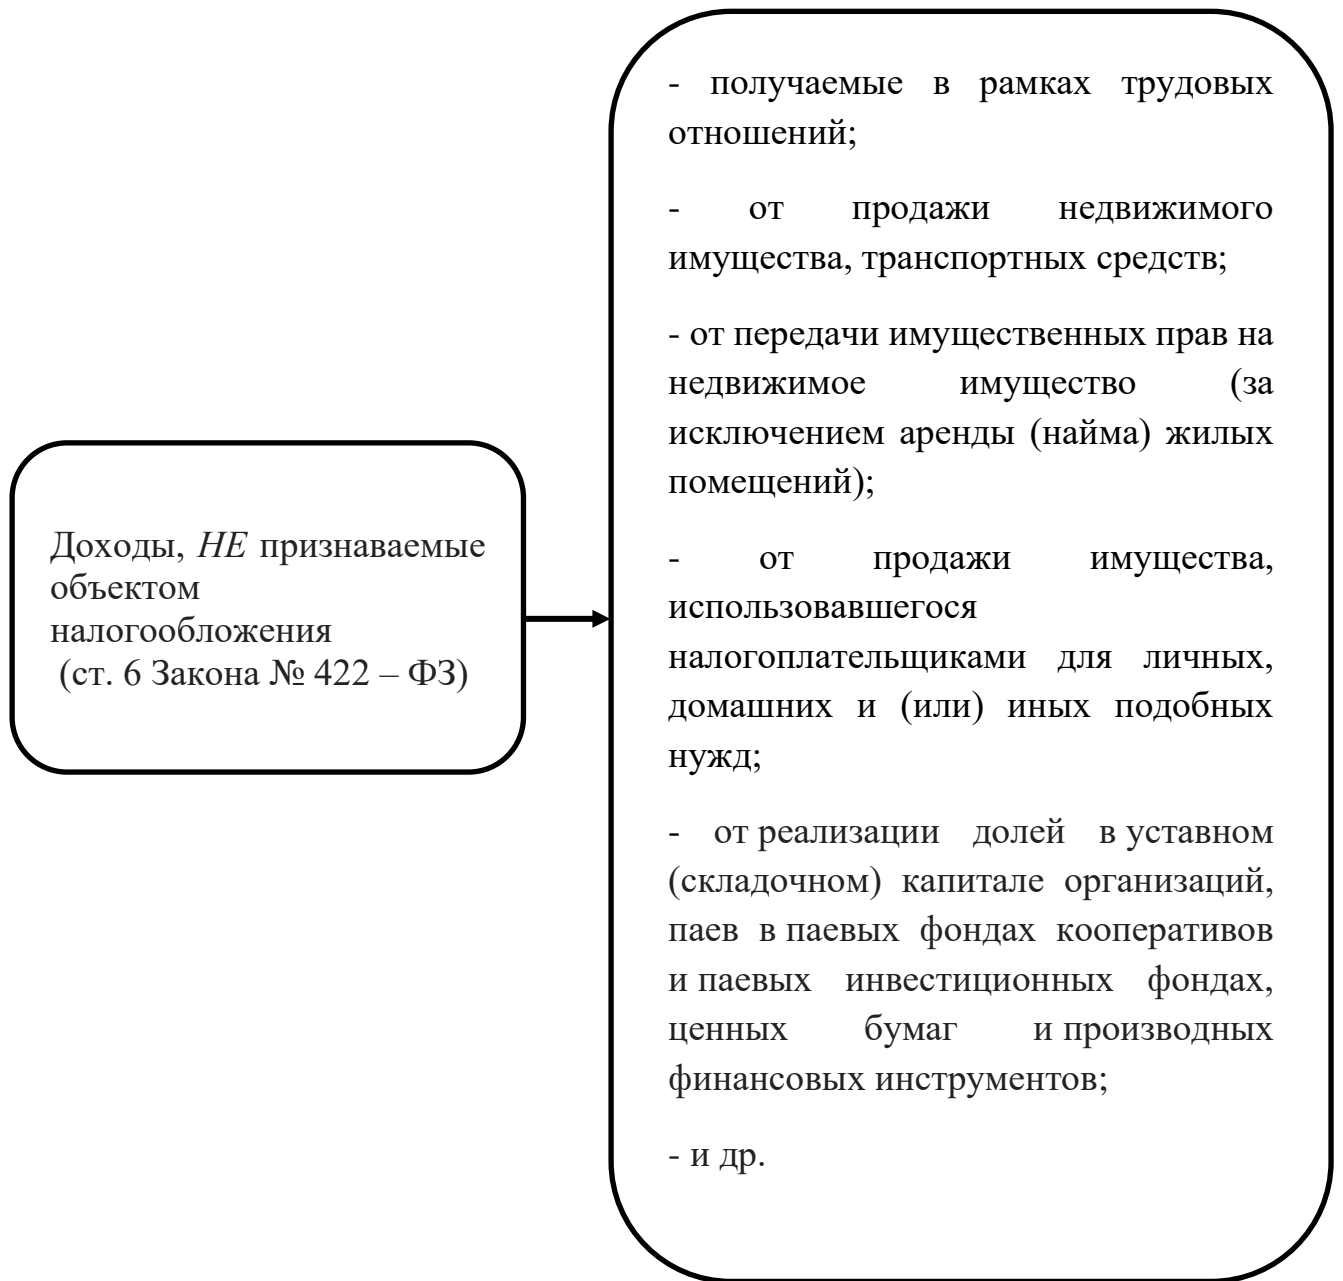 Доходы, НЕ признаваемые
объектом
налогообложения
(ст. 6 Закона № 422 – ФЗ)
- получаемые в рамках трудовых
отношений;
- от продажи недвижимого
имущества, транспортных средств;
- от передачи имущественных прав на
недвижимое имущество (за
исключением аренды (найма) жилых
помещений);
- от продажи имущества,
использовавшегося
налогоплательщиками для личных,
домашних и (или) иных подобных
нужд;
- от реализации долей в уставном
(складочном) капитале организаций,
паев в паевых фондах кооперативов
и паевых инвестиционных фондах,
ценных бумаг и производных
финансовых инструментов;
- и др.